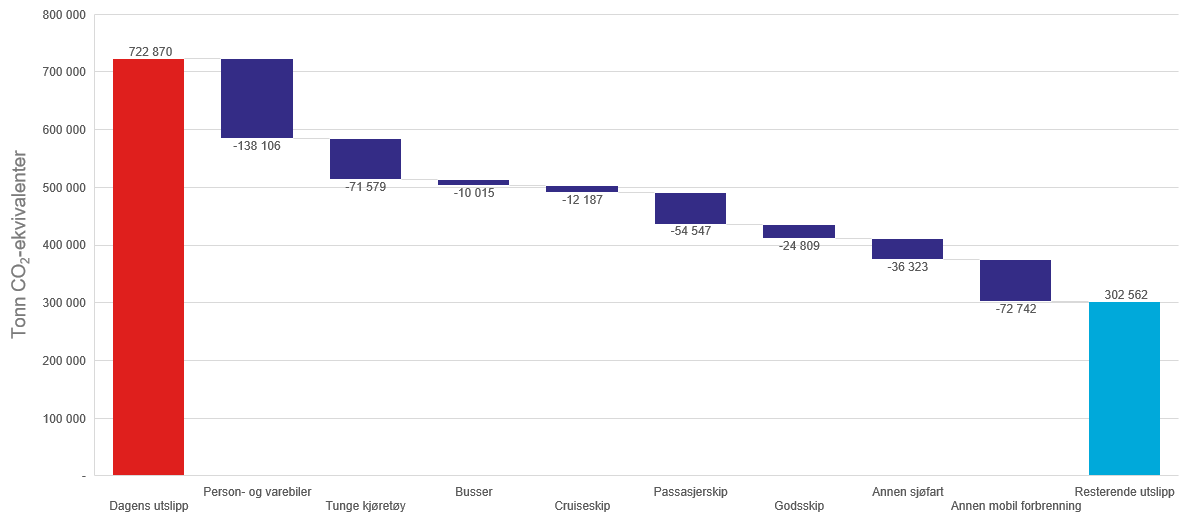 800 000
700 000
600 000
500 000
400 000
300 000
200 000
100 000
-
Tonn CO₂-ekvivalenter
722 870
-138 106
-71 579
-10 015
-12 187
-54 547
-24 809
-36 323
-72 742
302 562
Dagens utslipp
Person- og varebiler
Tunge kjøretøy
Busser
Cruiseskip
Passasjerskip
Godsskip
Annen sjøfart
Annen mobil forbrenning
Resterende utslipp